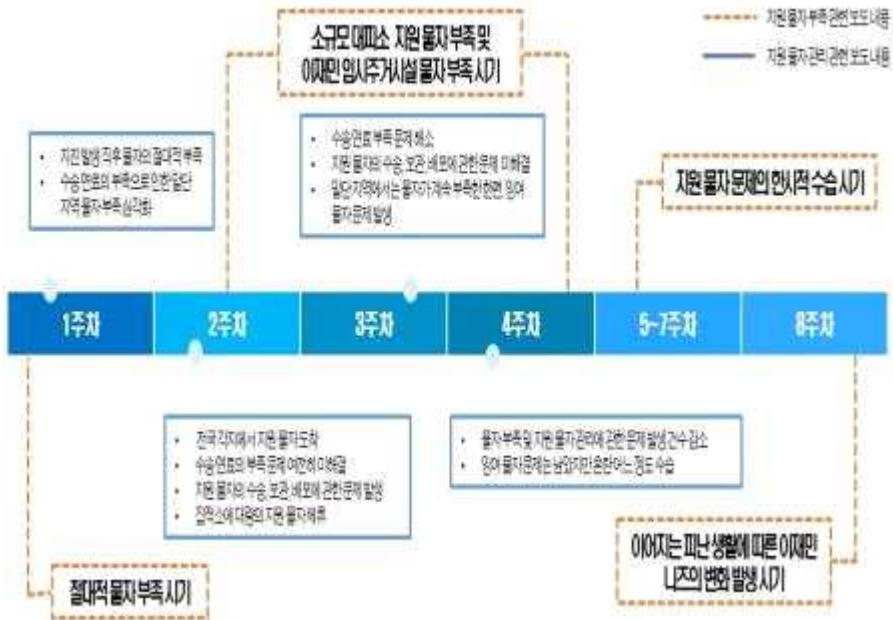 지원 물자 부족 관련 보도 내용
지원 물자 관리 관련 보도 내용
소규모 대피소 지원 물자 부족 및
이재민 임시주거시설 물자 부족 시기
지진 발생 직후 물자의 절대적 부족
수송 연료의 부족으로 인한 말단
지역 물자 부족 심각화
수송 연료 부족 문제 해소
지원 물자의 수송, 보관, 배포에 관한 문제 미해결
말단 지역에서는 물자가 계속 부족한 한편, 잉여
물자 문제 발생
지원 물자 문제의 한시적 수습 시기
1주차
2주차
3주차
4주차
5~7주차
8주차
전국 각지에서 지원 물자 도착
수송 연료의 부족 문제 여전히 미해결
지원 물자의 수송, 보관, 배포에 관한 문제 발생
집적소에 대량의 지원 물자 체류
물자 부족 및 지원 물자 관리에 관한 문제 발생 건수 감소
잉여 물자 문제는 남았지만 어느 정도 수습
절대적 물자 부족 시기
이어지는 피난 생활에 따른 이재민
니즈의 변화 발생 시기